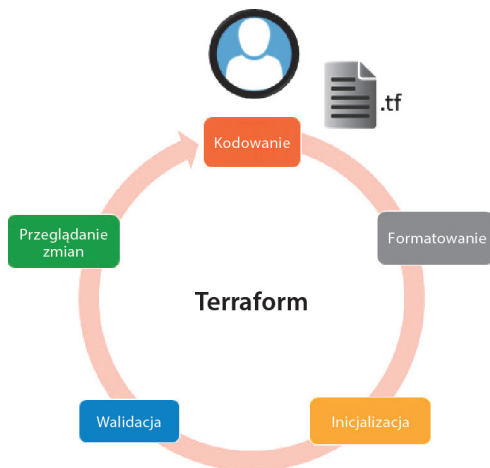 .tf
Kodowanie
Przeglądanie
zmian
Formatowanie
Terraform
Walidacja
Inicjalizacja